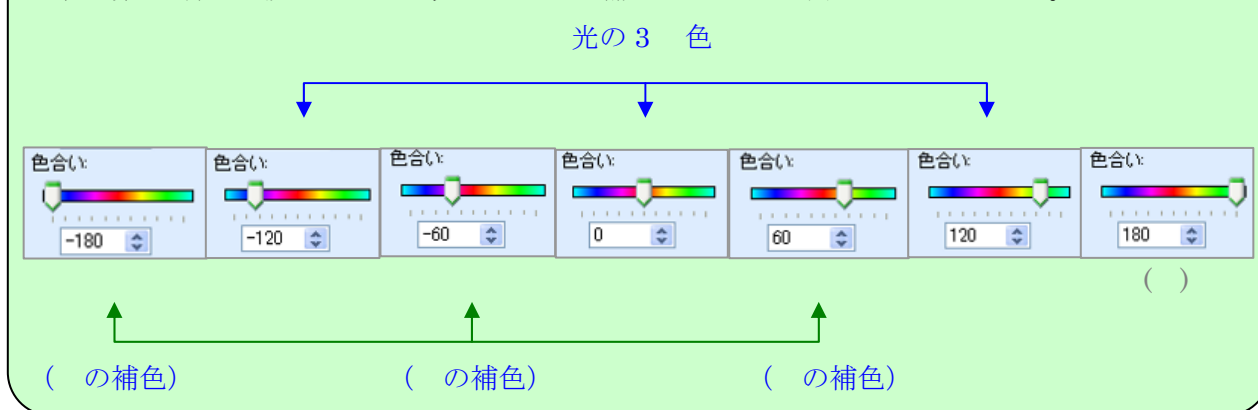 光の3 色
色合い: 色合い: 色合い: 色合い: 色合い: 色合い: 色合い:
-180 -120 -60 0 60 120 180
( )
( の補色) ( の補色) ( の補色)